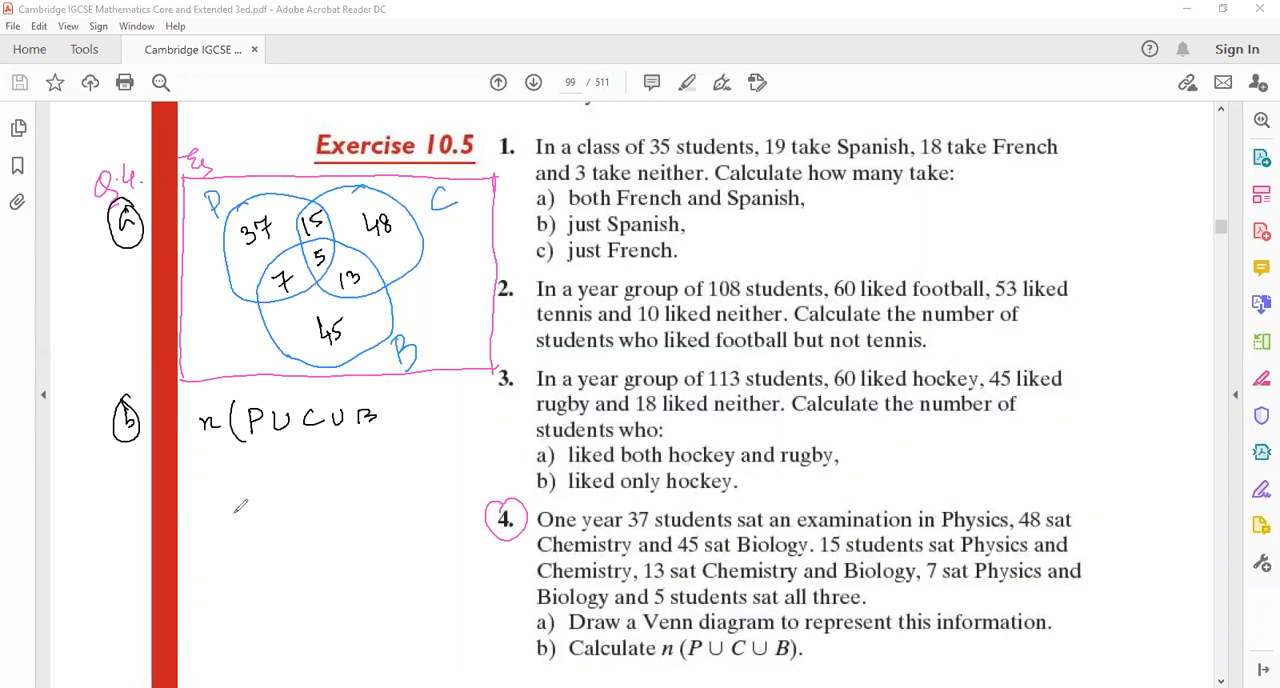 Cambridge IGCSE Mathematics Core and Extended 3ed.pdf - Adobe Acrobat Reader DC
File Edit View Sign Window Help
Home Tools Cambridge IGCSE ... × Sign In
99 / 511
Exercise 10.5
1. In a class of 35 students, 19 take Spanish, 18 take French
and 3 take neither. Calculate how many take:
a) both French and Spanish,
b) just Spanish,
c) just French.
2. In a year group of 108 students, 60 liked football, 53 liked
tennis and 10 liked neither. Calculate the number of
students who liked football but not tennis.
3. In a year group of 113 students, 60 liked hockey, 45 liked
rugby and 18 liked neither. Calculate the number of
students who:
a) liked both hockey and rugby,
b) liked only hockey.
4. One year 37 students sat an examination in Physics, 48 sat
Chemistry and 45 sat Biology. 15 students sat Physics and
Chemistry, 13 sat Chemistry and Biology, 7 sat Physics and
Biology and 5 students sat all three.
a) Draw a Venn diagram to represent this information.
b) Calculate n (P ∪ C ∪ B).
Q.4.
a
P C
37 15 48
5
7 13
45
B
b n(P ∪ C ∪ B